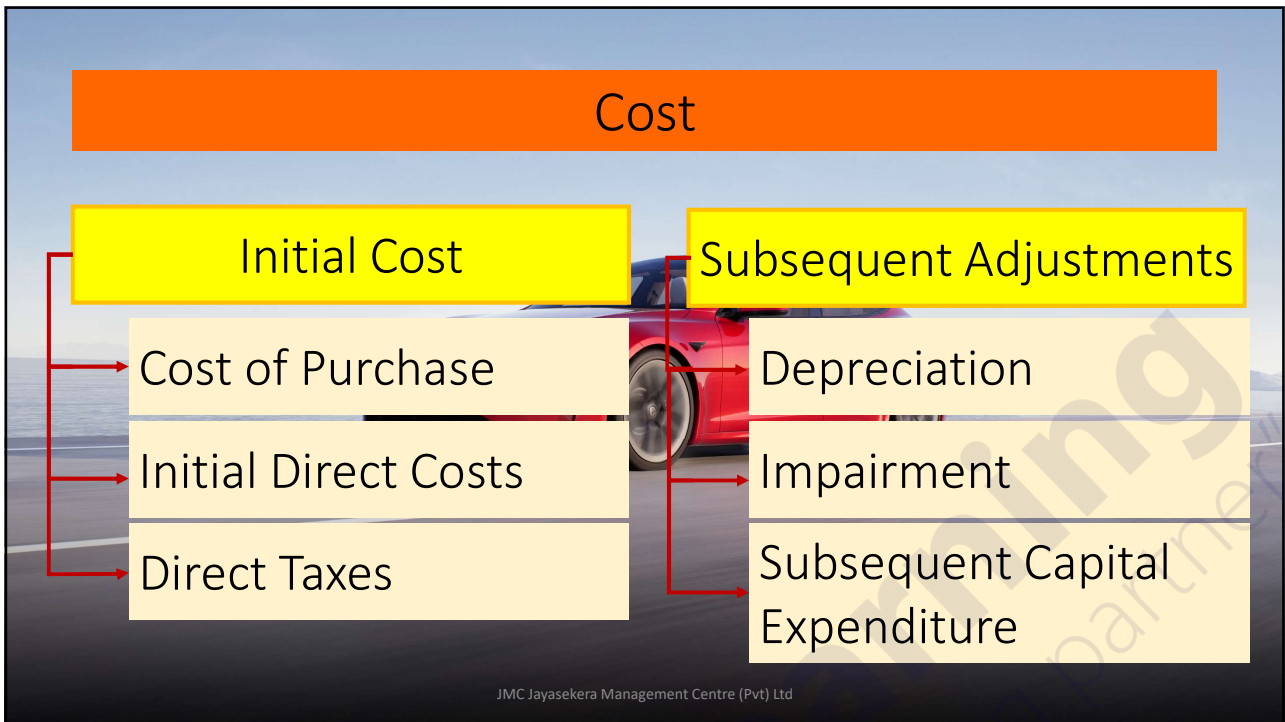 Cost
Initial Cost
Cost of Purchase
Initial Direct Costs
Direct Taxes
Subsequent Adjustments
Depreciation
Impairment
Subsequent Capital
Expenditure
JMC Jayasekera Management Centre (Pvt) Ltd